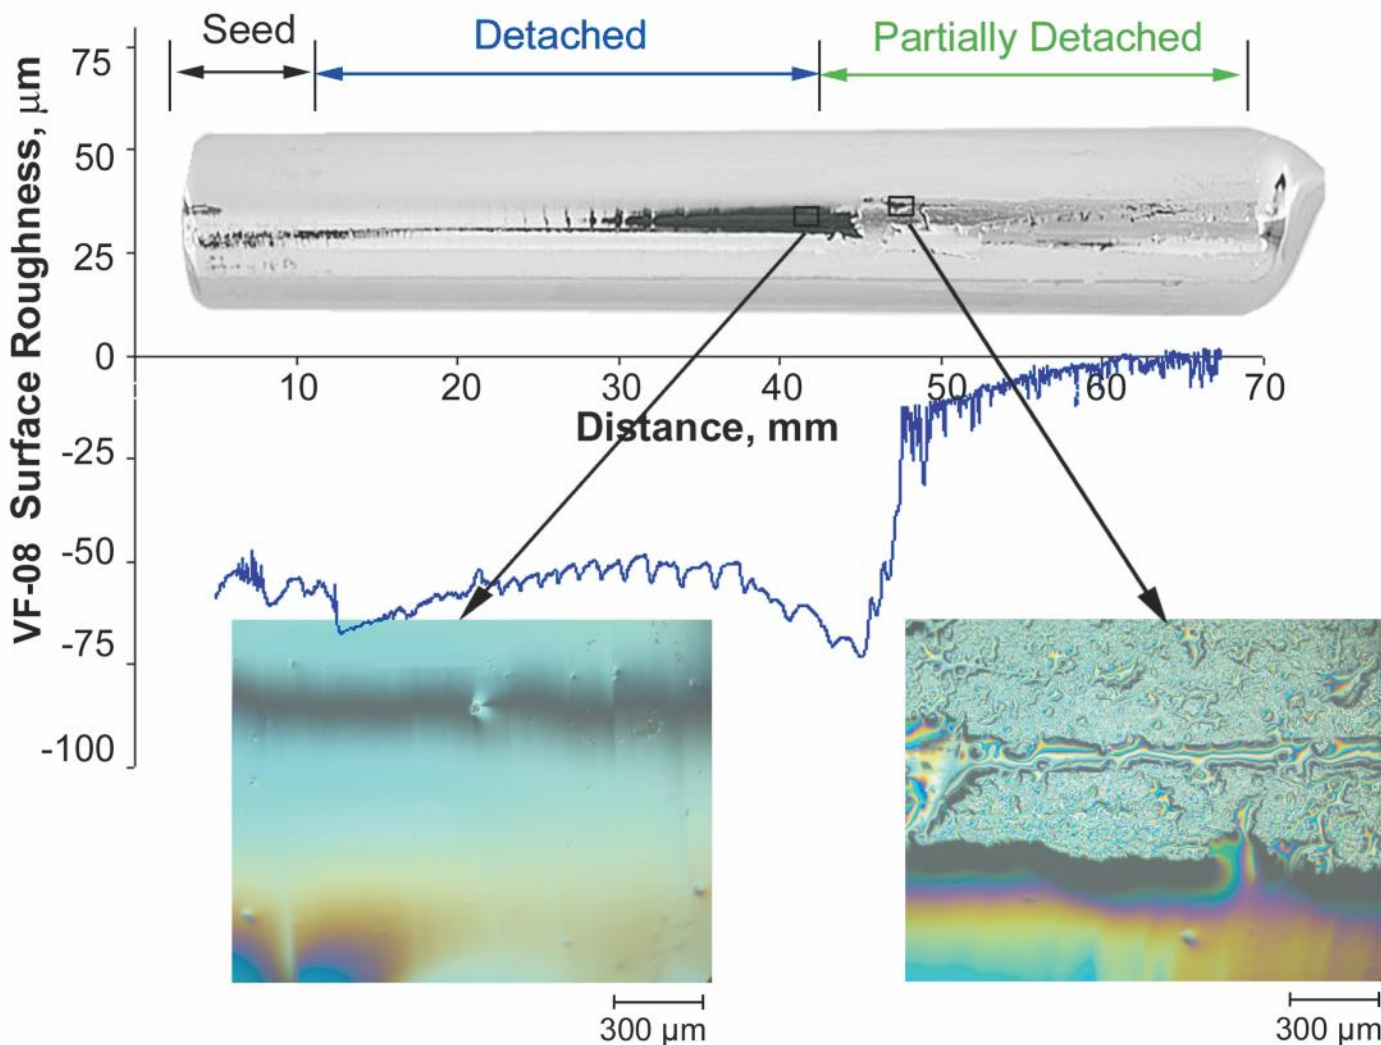 Seed
Detached
Partially Detached
VF-08 Surface Roughness, μm
75
50
25
0
-25
-50
-75
-100
10
20
30
40
50
60
70
Distance, mm
300 µm
300 µm